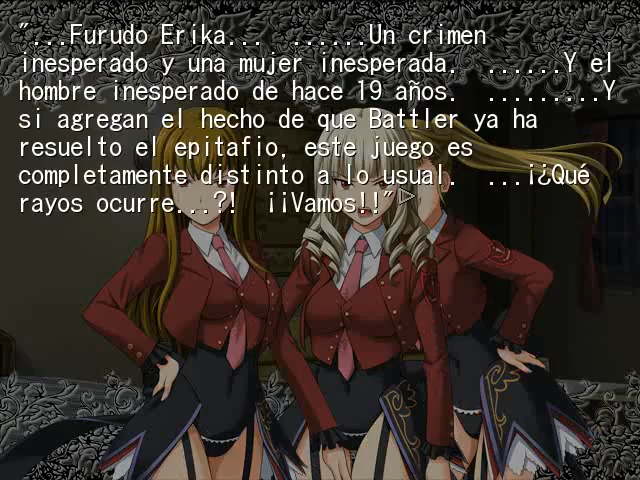 "...Furudo Erika...  ......Un crimen
inesperado y una mujer inesperada.  ......Y el
hombre inesperado de hace 19 años.  .........Y
si agregan el hecho de que Battler ya ha
resuelto el epitafio, este juego es
completamente distinto a lo usual.  ...¡¿Qué
rayos ocurre...?!  ¡¡Vamos!!"